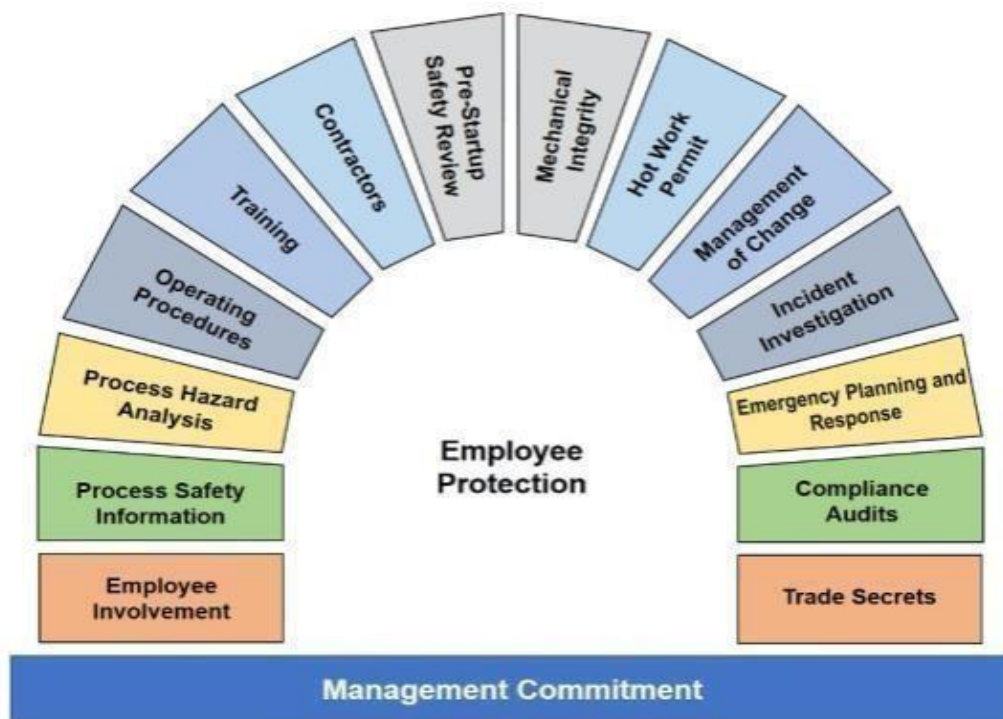 Employee
Involvement
Process Safety
Information
Process Hazard
Analysis
Operating
Procedures
Training
Contractors
Pre-Startup
Safety Review
Mechanical
Integrity
Hot Work
Permit
Management
of Change
Incident
Investigation
Emergency Planning and
Response
Compliance
Audits
Trade Secrets
Employee
Protection
Management Commitment